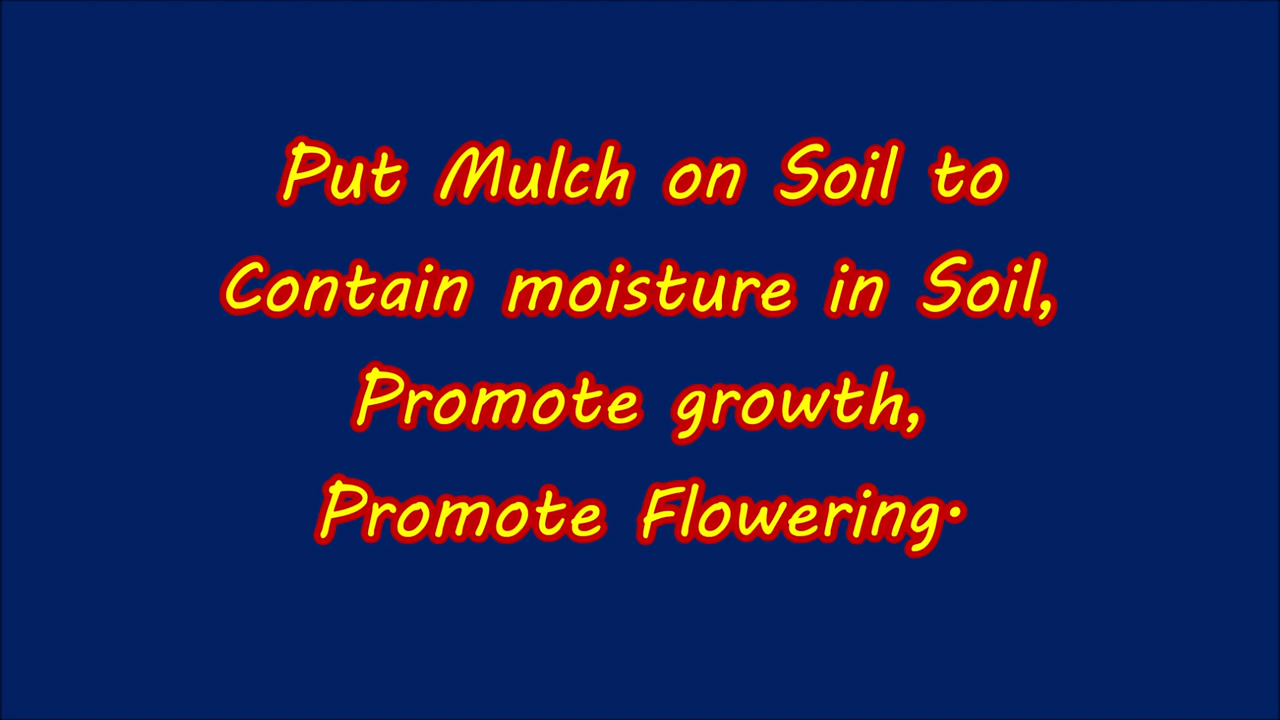 Put Mulch on Soil to
Contain moisture in Soil,
Promote growth,
Promote Flowering.